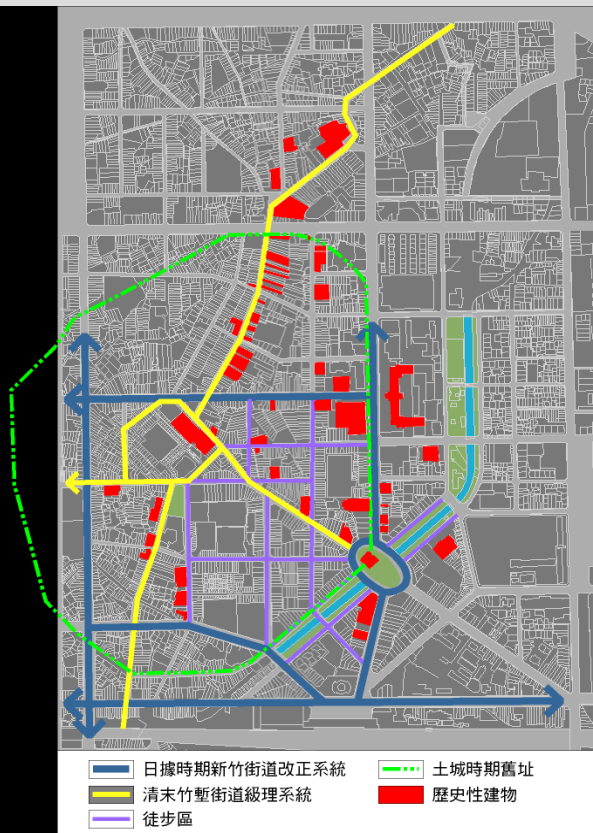 日據時期新竹街道改正系統
土城時期舊址
清末竹塹街道級理系統
歷史性建物
徒步區